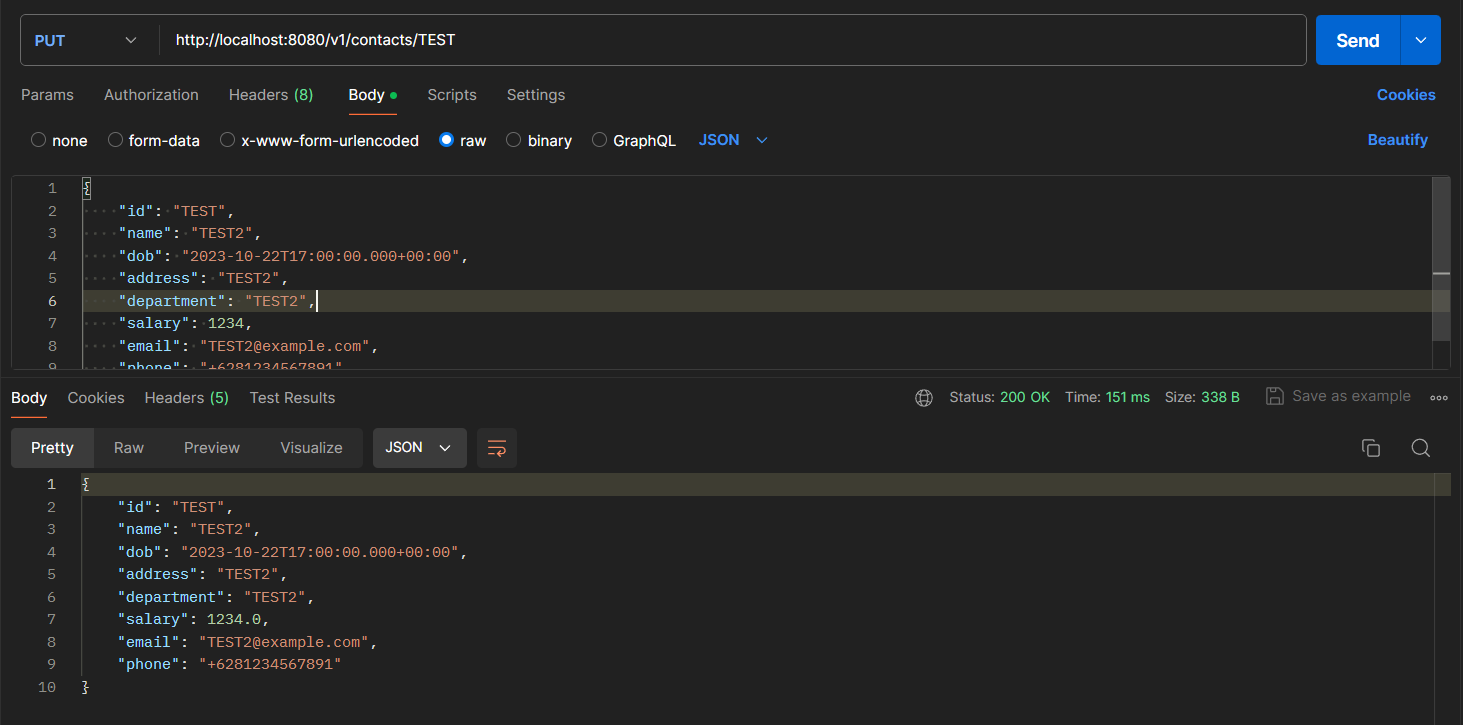 PUT http://localhost:8080/v1/contacts/TEST Send
Params Authorization Headers (8) Body Scripts Settings Cookies
none form-data x-www-form-urlencoded raw binary GraphQL JSON Beautify
1 {
2 "id": "TEST",
3 "name": "TEST2",
4 "dob": "2023-10-22T17:00:00.000+00:00",
5 "address": "TEST2",
6 "department": "TEST2",
7 "salary": 1234,
8 "email": "TEST2@example.com",
9 "phone": "+6281234567891"
Body Cookies Headers (5) Test Results Status: 200 OK Time: 151 ms Size: 338 B Save as example
Pretty Raw Preview Visualize JSON
1 {
2 "id": "TEST",
3 "name": "TEST2",
4 "dob": "2023-10-22T17:00:00.000+00:00",
5 "address": "TEST2",
6 "department": "TEST2",
7 "salary": 1234.0,
8 "email": "TEST2@example.com",
9 "phone": "+6281234567891"
10 }